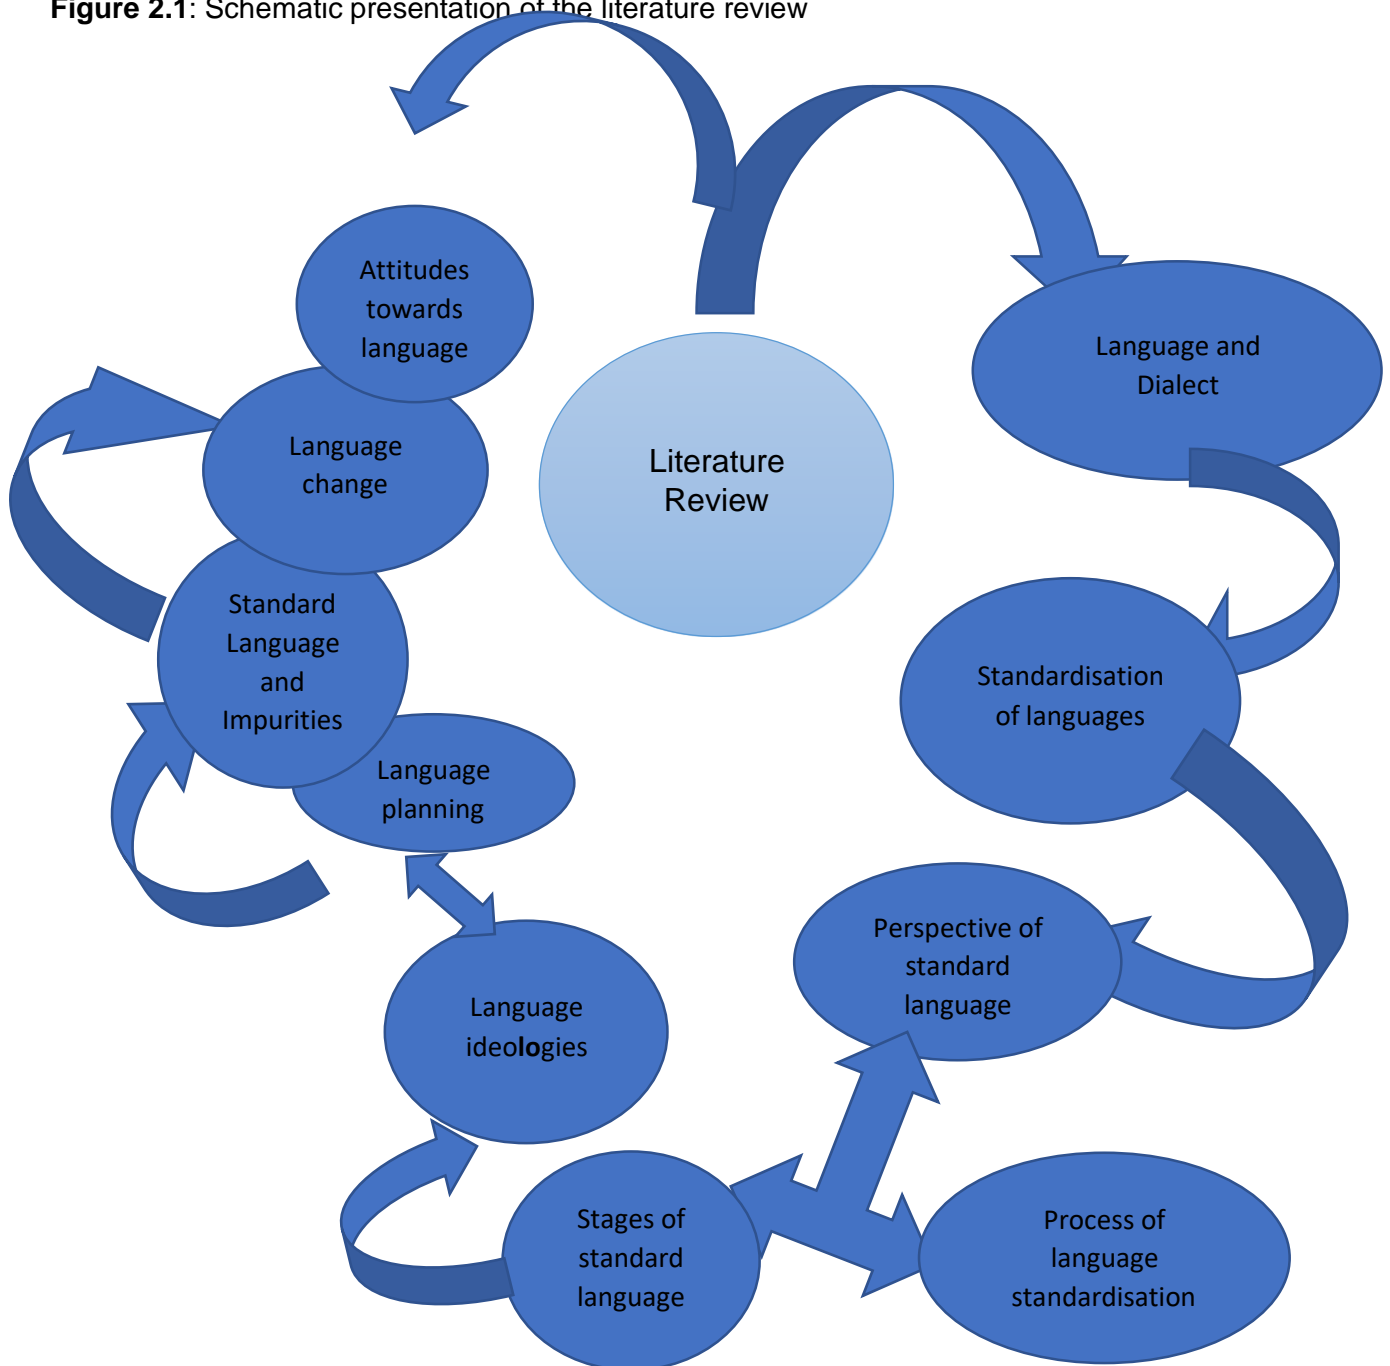 Figure 2.1: Schematic presentation of the literature review
Attitudes
towards
language
Language and
Dialect
Language
change
Literature
Review
Standard
Language
and
Impurities
Standardisation
of languages
Language
planning
Perspective of
standard
language
Language
ideologies
Stages of
standard
language
Process of
language
standardisation